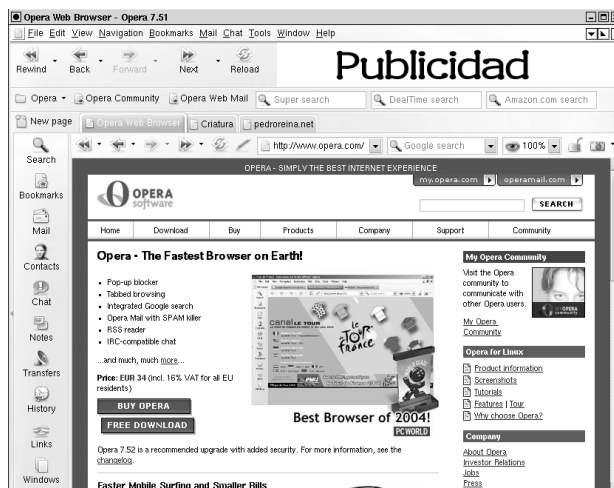 Opera Web Browser - Opera 7.51
File Edit View Navigation Bookmarks Mail Chat Tools Window Help
Rewind Back Forward Next Reload
Publicidad
Opera Opera Community Opera Web Mail Super search DealTime search Amazon.com search
New page Opera Web Browser Criatura pedroreina.net
http://www.opera.com/ Google search 100%
Search
Bookmarks
Mail
Contacts
Chat
Notes
Transfers
History
Links
Windows
OPERA - SIMPLY THE BEST INTERNET EXPERIENCE
my.opera.com operamail.com
OPERA
software
SEARCH
Home Download Buy Products Company Support Community
Opera - The Fastest Browser on Earth!
Pop-up blocker
Tabbed browsing
Integrated Google search
Opera Mail with SPAM killer
RSS reader
IRC-compatible chat
...and much, much more...
Price: EUR 34 (incl. 16% VAT for all EU
residents)
BUY OPERA
FREE DOWNLOAD
canal LE TOUR
le TOUR de france
Best Browser of 2004!
PC WORLD
Opera 7.52 is a recommended upgrade with added security. For more information, see the
changelog.
Faster Mobile Surfing and Smaller Bills
My Opera Community
Visit the Opera
community to
communicate with
other Opera users.
OPERA
My Opera
Community
Opera for Linux
Product information
Screenshots
Tutorials
Features | Tour
Why choose Opera?
Company
About Opera
Investor Relations
Jobs
Press